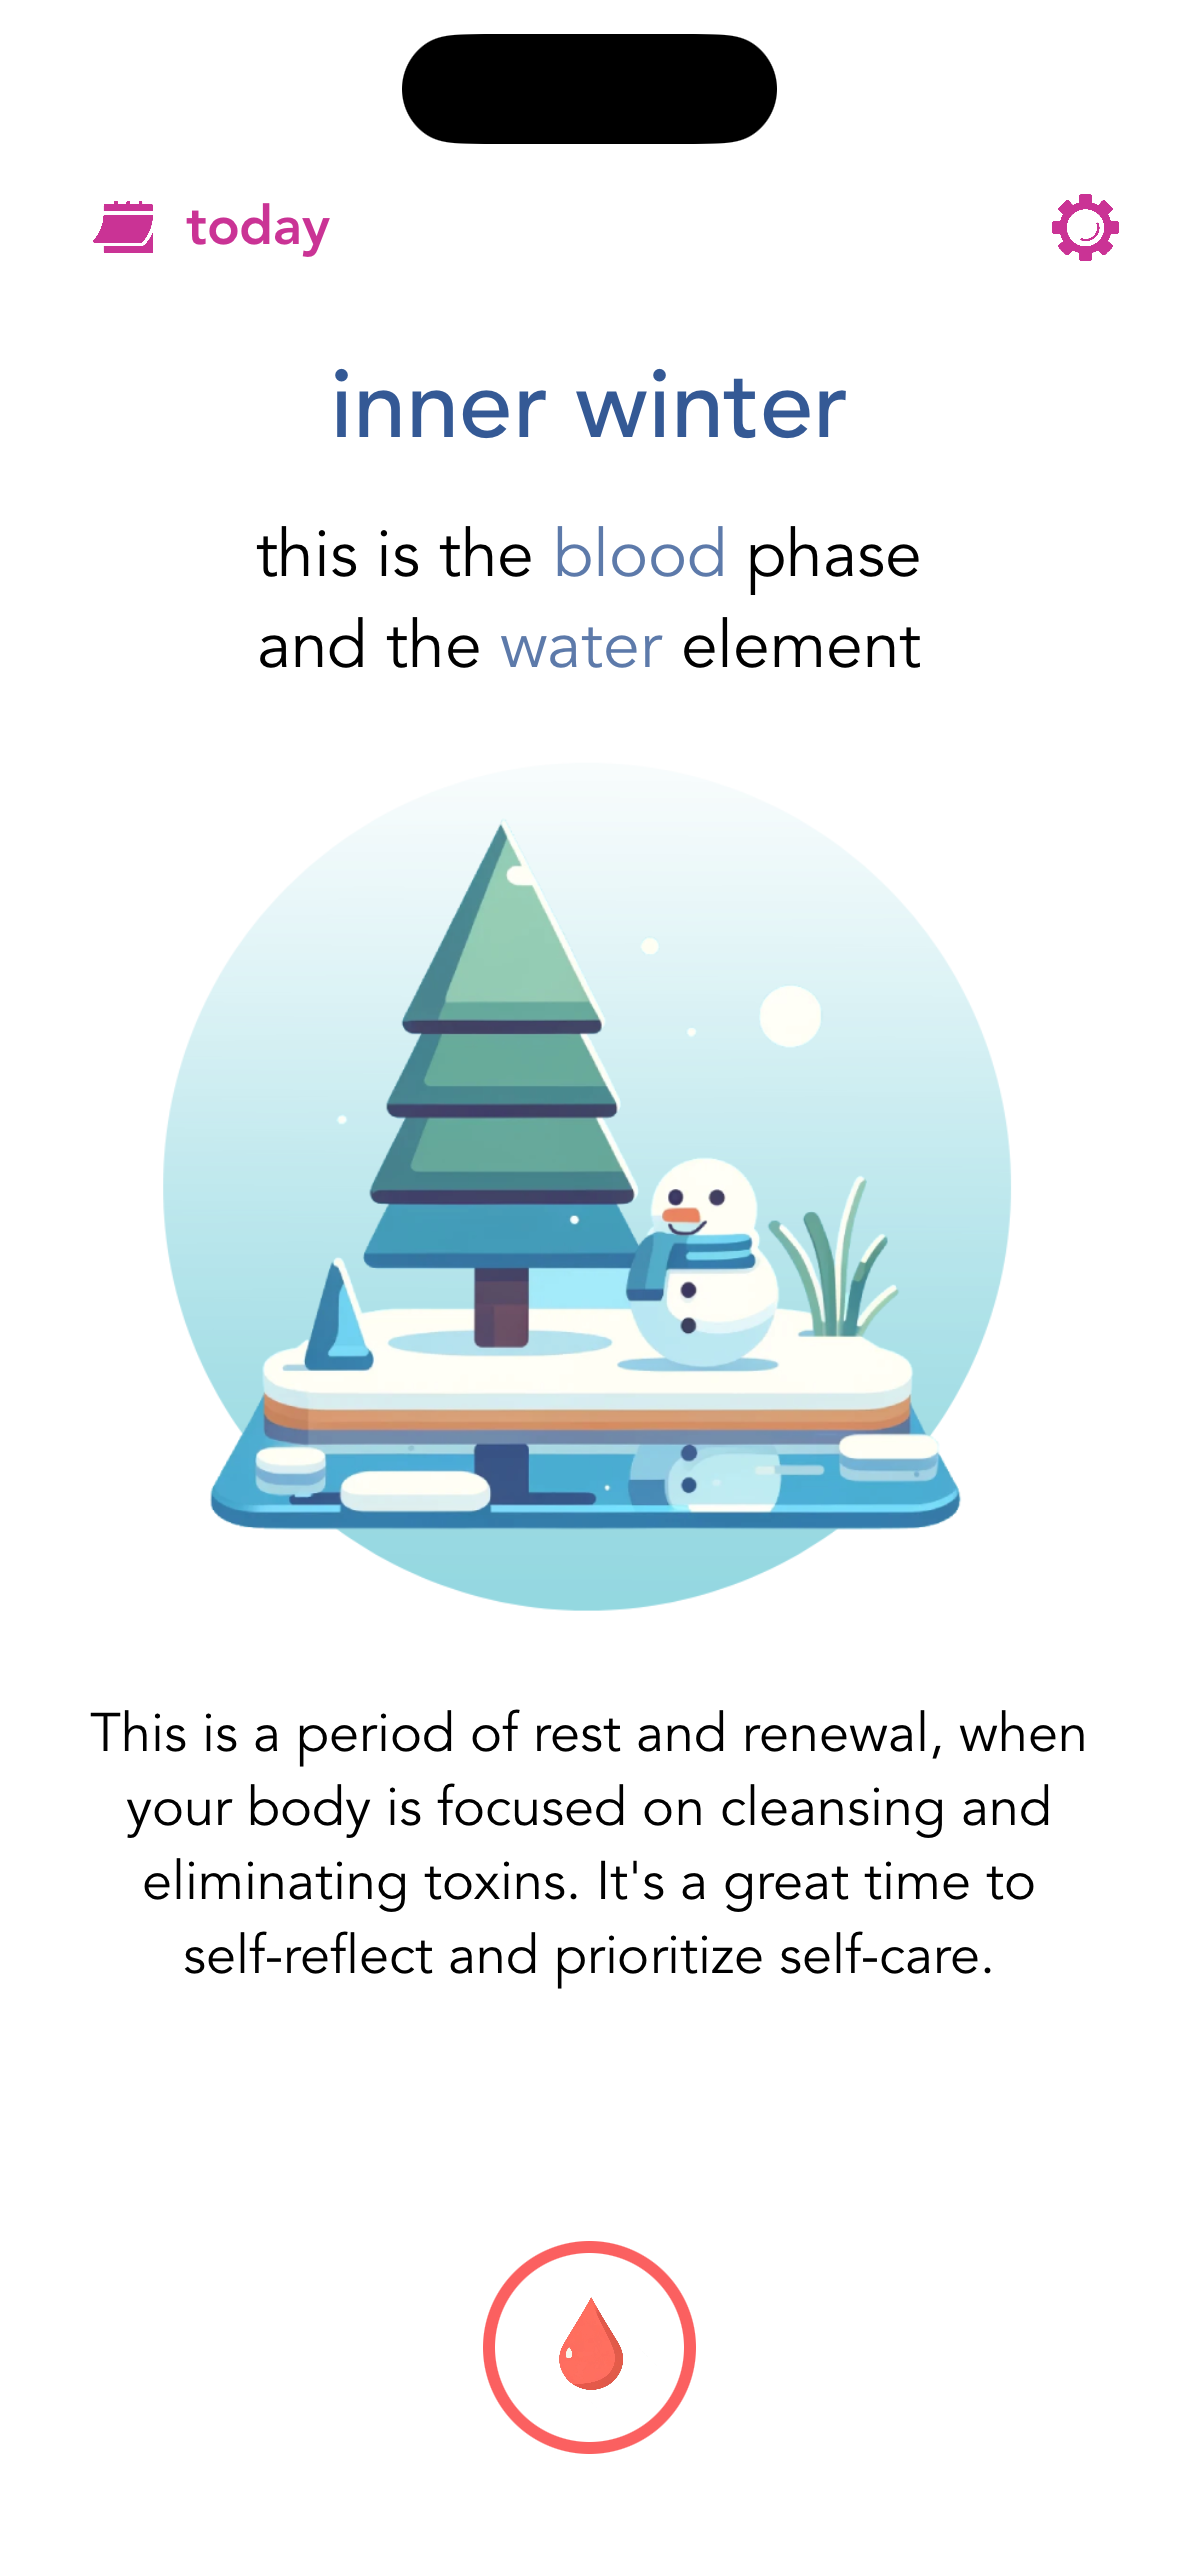 today
inner winter
this is the blood phase
and the water element
This is a period of rest and renewal, when
your body is focused on cleansing and
eliminating toxins. It's a great time to
self-reflect and prioritize self-care.